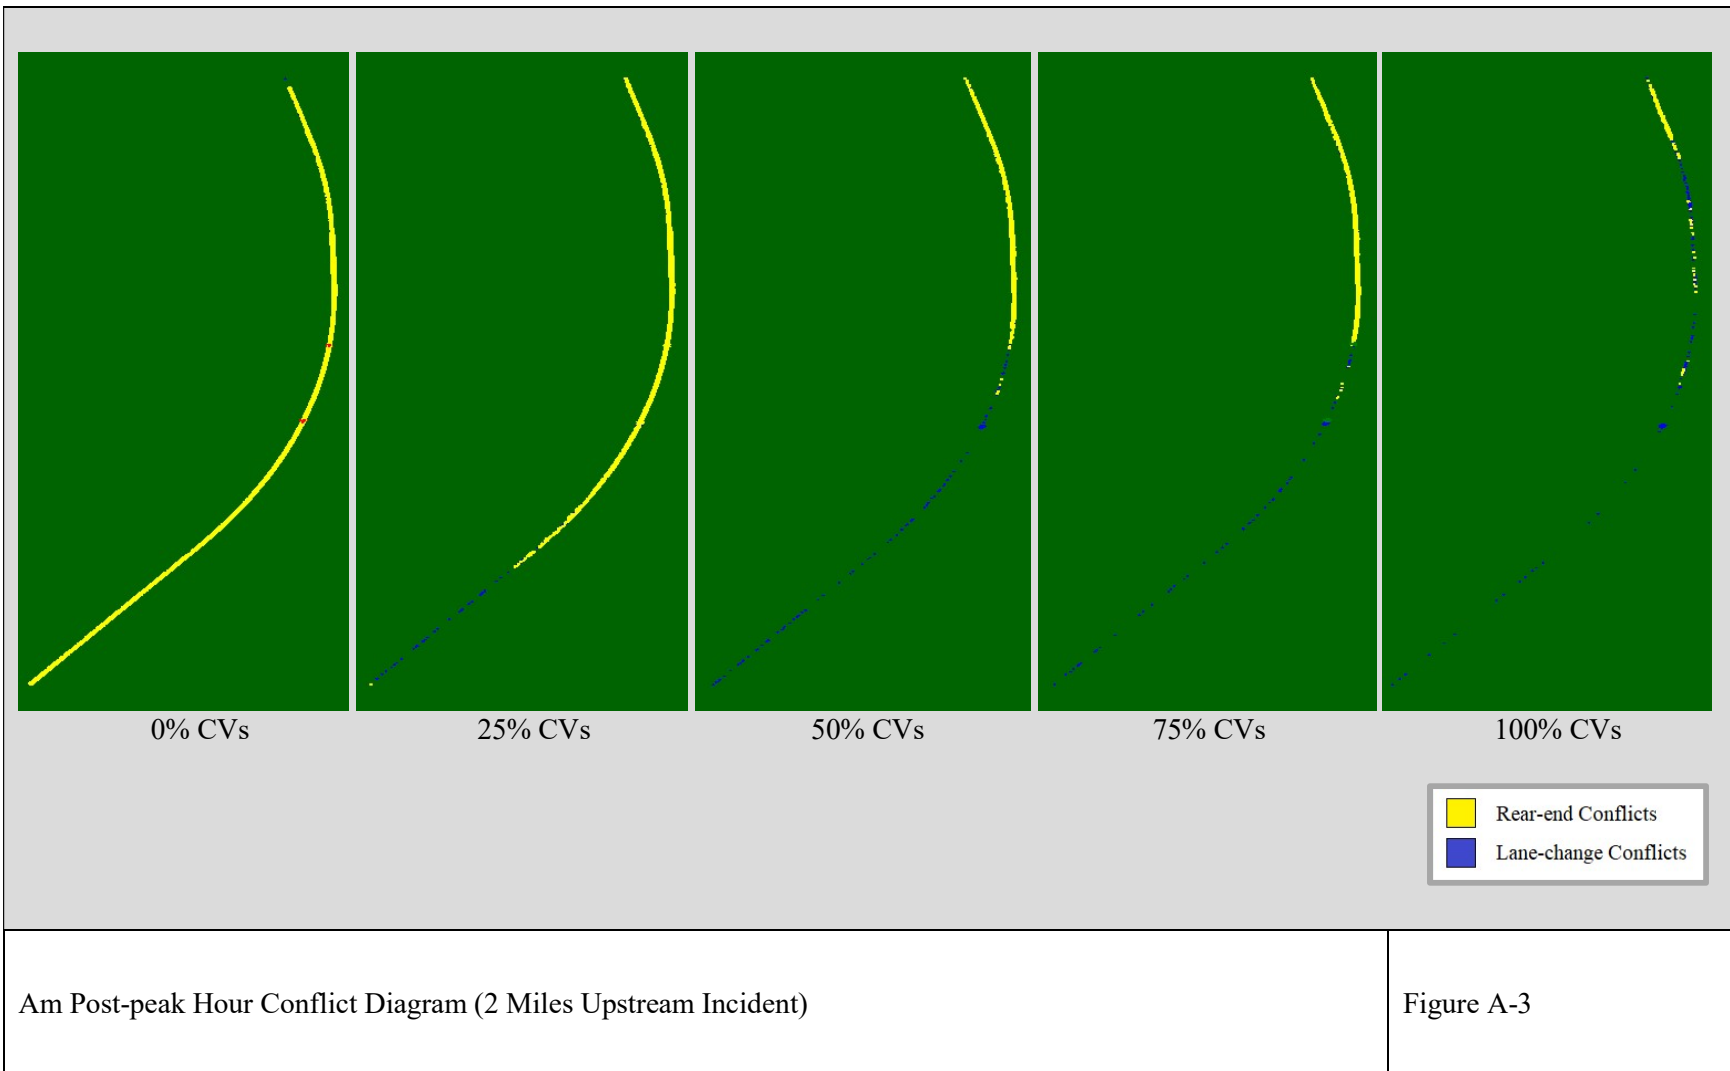 0% CVs
25% CVs
50% CVs
75% CVs
100% CVs
Rear-end Conflicts
Lane-change Conflicts
Am Post-peak Hour Conflict Diagram (2 Miles Upstream Incident)
Figure A-3